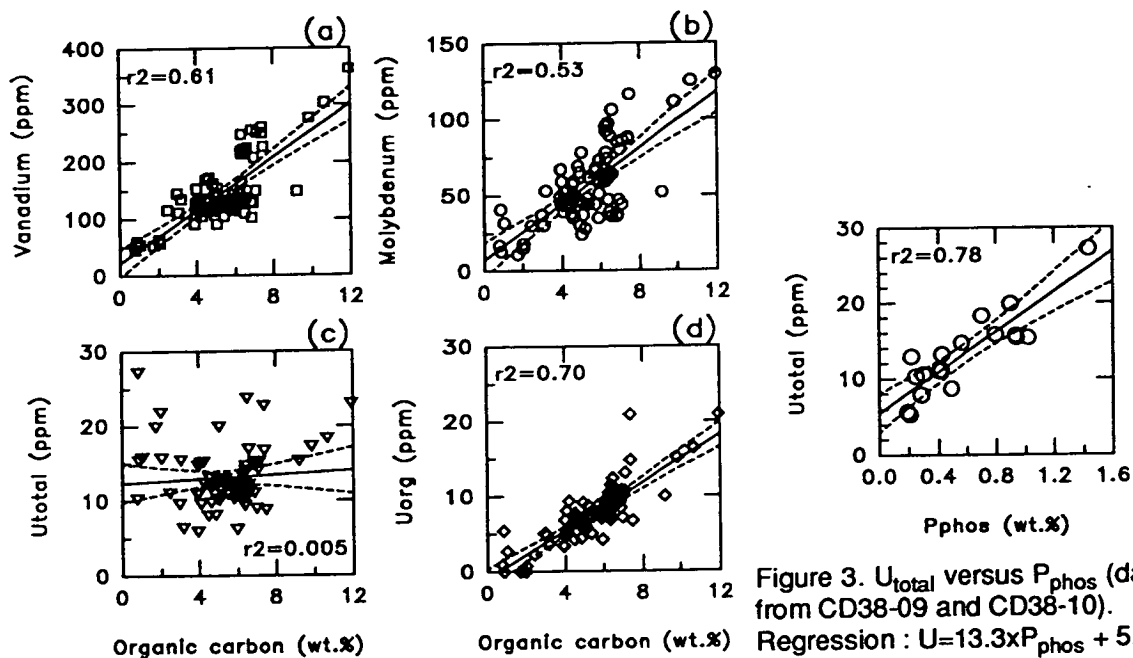 (a)
400
300
200
100
0
Vanadium (ppm)
r2=0.61
0 4 8 12
(b)
150
100
50
0
Molybdenum (ppm)
r2=0.53
0 4 8 12
(c)
30
20
10
0
Utotal (ppm)
r2=0.005
0 4 8 12
Organic carbon (wt.%)
(d)
30
20
10
0
Uorg (ppm)
r2=0.70
0 4 8 12
Organic carbon (wt.%)
30
20
10
0
Utotal (ppm)
r2=0.78
0.0 0.4 0.8 1.2 1.6
Pphos (wt.%)
Figure 3. Utotal versus Pphos (da
from CD38-09 and CD38-10).
Regression : U=13.3xPphos + 5